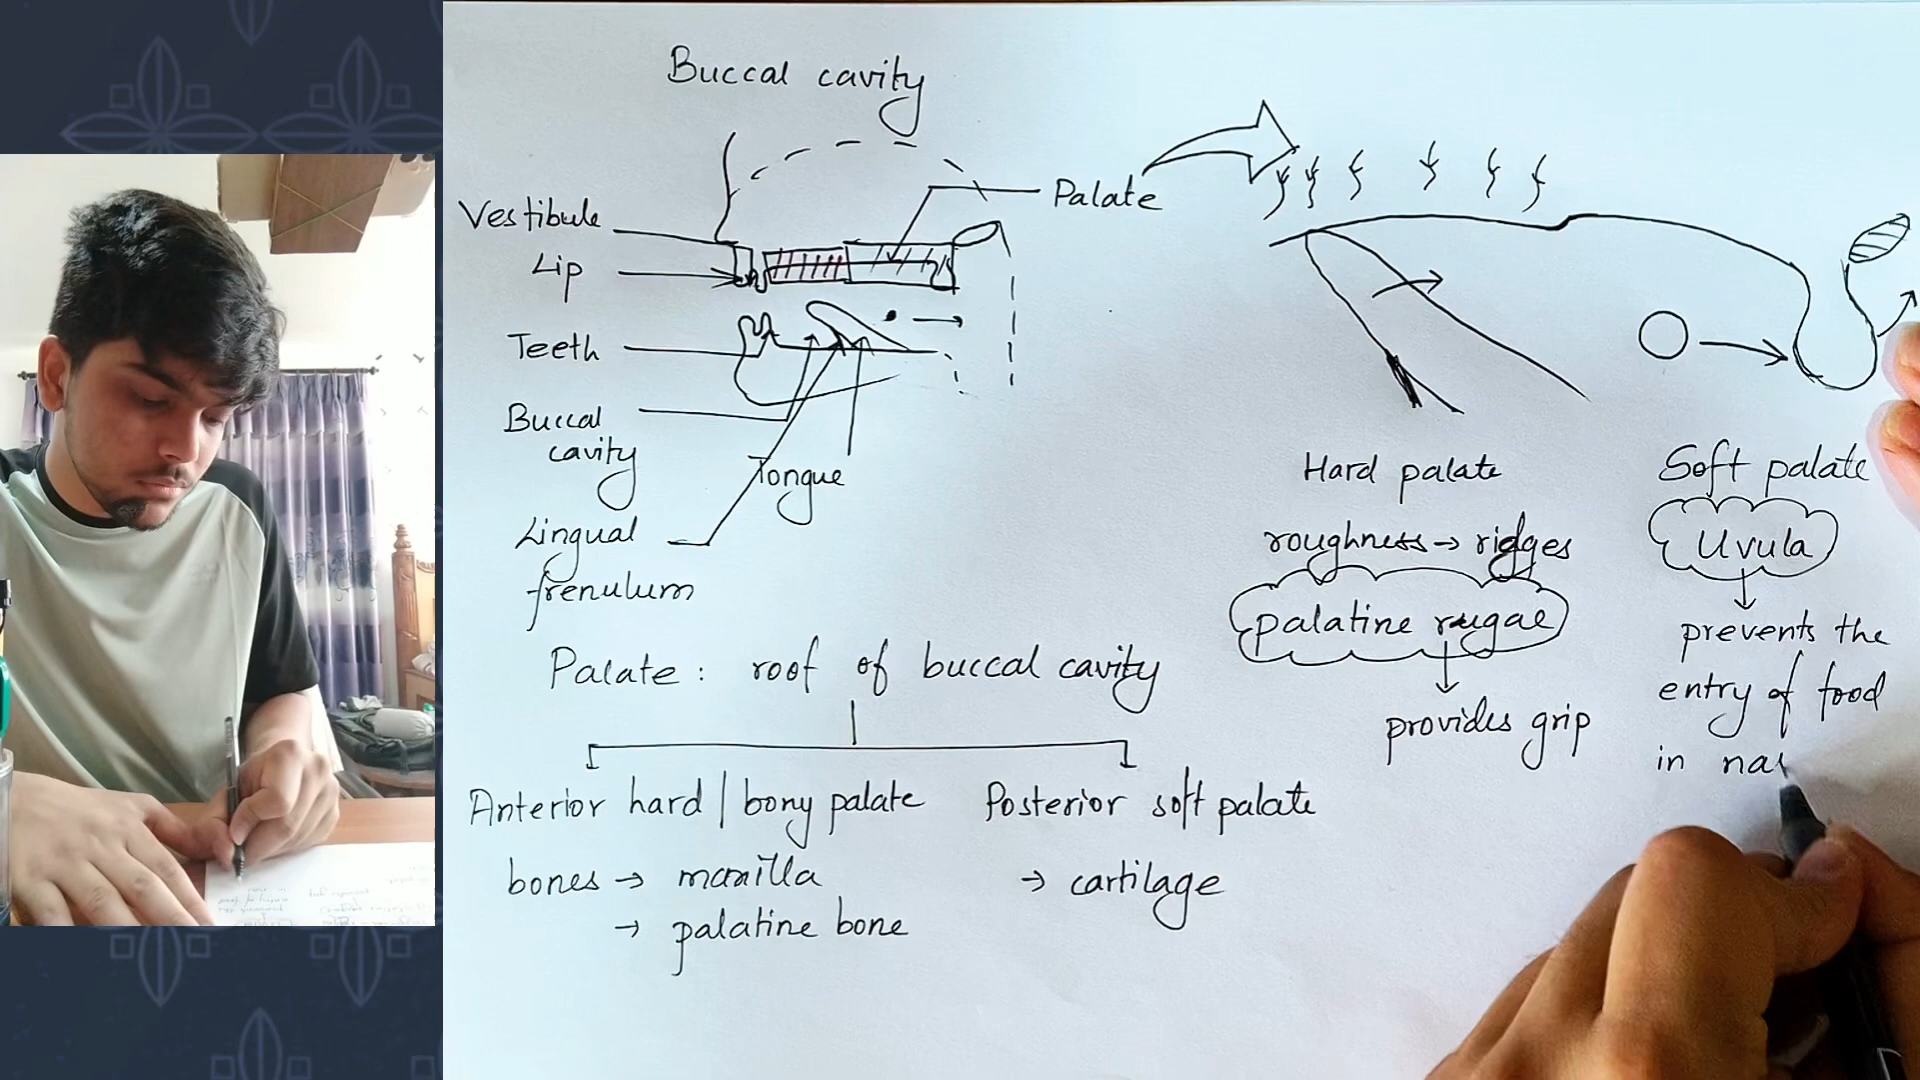 Buccal cavity
Vestibule
Lip
Teeth
Buccal
cavity
Tongue
Lingual
frenulum
Palate
Palate : roof of buccal cavity
Anterior hard / bony palate
bones → maxilla
→ palatine bone
Posterior soft palate
→ cartilage
Hard palate
roughness → ridges
palatine rugae
provides grip
Soft palate
Uvula
prevents the
entry of food
in nas